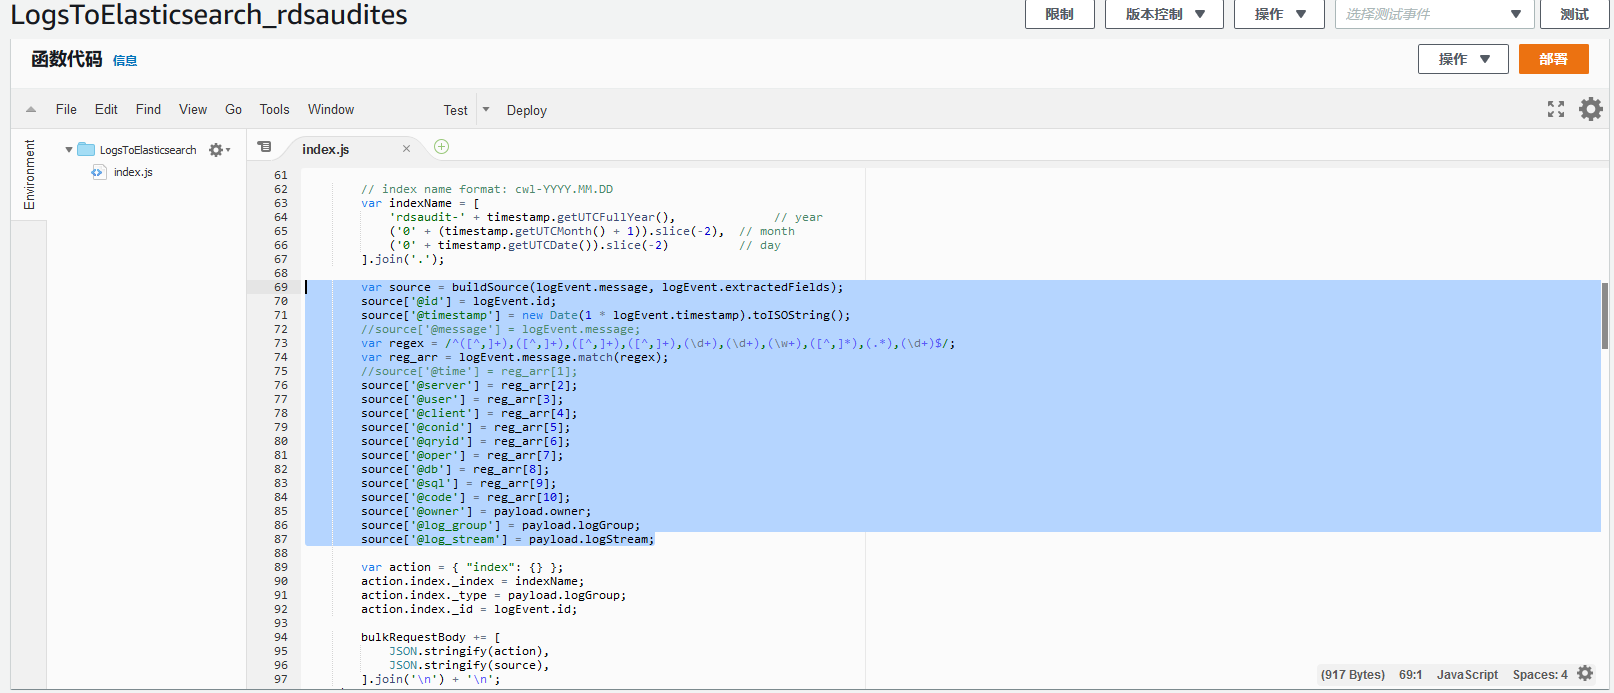 LogsToElasticsearch_rdsaudites
限制 版本控制 操作 选择测试事件 测试
函数代码 信息
操作 部署
File Edit Find View Go Tools Window Test Deploy
Environment
LogsToElasticsearch
index.js
index.js
61
62 // index name format: cwl-YYYY.MM.DD
63 var indexName = [
64 'rdsaudit-' + timestamp.getUTCFullYear(), // year
65 ('0' + (timestamp.getUTCMonth() + 1)).slice(-2), // month
66 ('0' + timestamp.getUTCDate()).slice(-2) // day
67 ].join('.');
68
69 var source = buildSource(logEvent.message, logEvent.extractedFields);
70 source['@id'] = logEvent.id;
71 source['@timestamp'] = new Date(1 * logEvent.timestamp).toISOString();
72 //source['@message'] = logEvent.message;
73 var regex = /^([^,]+),([^,]+),([^,]+),([^,]+),(\d+),(\d+),(\w+),([^,]*),(.*),(\d+)$/;
74 var reg_arr = logEvent.message.match(regex);
75 //source['@time'] = reg_arr[1];
76 source['@server'] = reg_arr[2];
77 source['@user'] = reg_arr[3];
78 source['@client'] = reg_arr[4];
79 source['@conid'] = reg_arr[5];
80 source['@qryid'] = reg_arr[6];
81 source['@oper'] = reg_arr[7];
82 source['@db'] = reg_arr[8];
83 source['@sql'] = reg_arr[9];
84 source['@code'] = reg_arr[10];
85 source['@owner'] = payload.owner;
86 source['@log_group'] = payload.logGroup;
87 source['@log_stream'] = payload.logStream;
88
89 var action = { "index": {} };
90 action.index._index = indexName;
91 action.index._type = payload.logGroup;
92 action.index._id = logEvent.id;
93
94 bulkRequestBody += [
95 JSON.stringify(action),
96 JSON.stringify(source),
97 ].join('\n') + '\n';
(917 Bytes) 69:1 JavaScript Spaces: 4